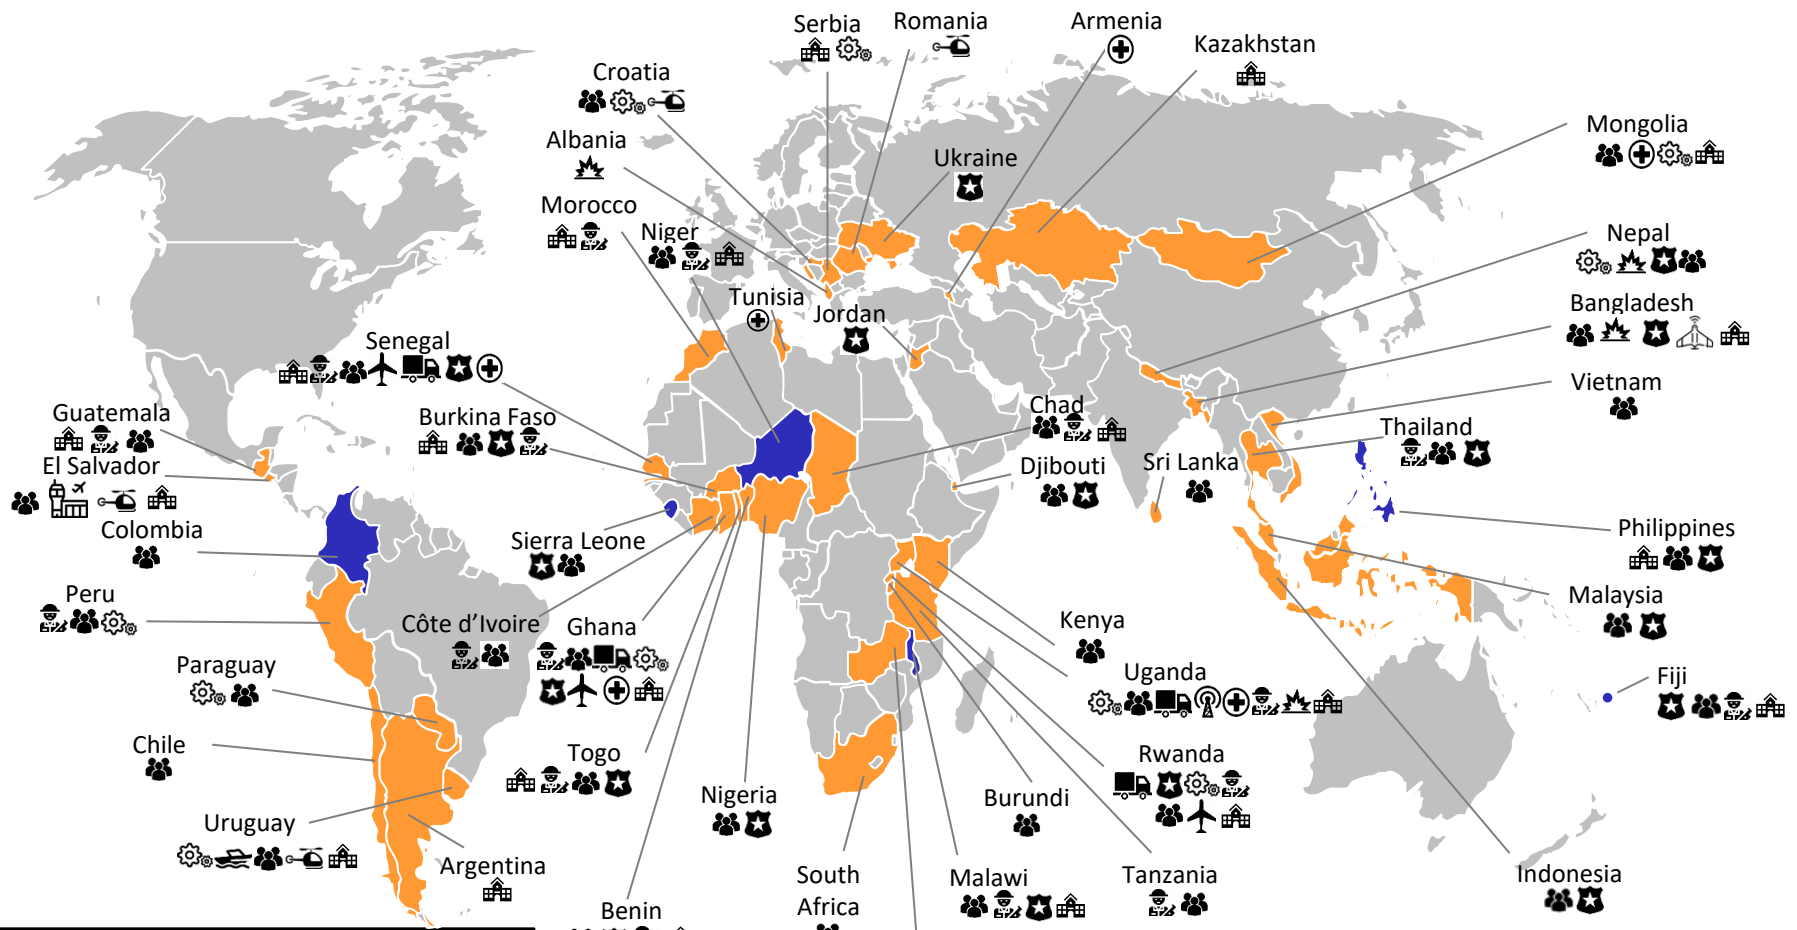 Serbia
Romania
Armenia
Kazakhstan
Croatia
Albania
Ukraine
Mongolia
Morocco
Niger
Nepal
Tunisia
Jordan
Bangladesh
Senegal
Vietnam
Guatemala
Burkina Faso
Chad
Thailand
El Salvador
Djibouti
Sri Lanka
Colombia
Sierra Leone
Philippines
Peru
Malaysia
Côte d’Ivoire
Ghana
Kenya
Paraguay
Uganda
Fiji
Chile
Togo
Rwanda
Nigeria
Burundi
Uruguay
Argentina
South
Africa
Malawi
Tanzania
Indonesia
Benin